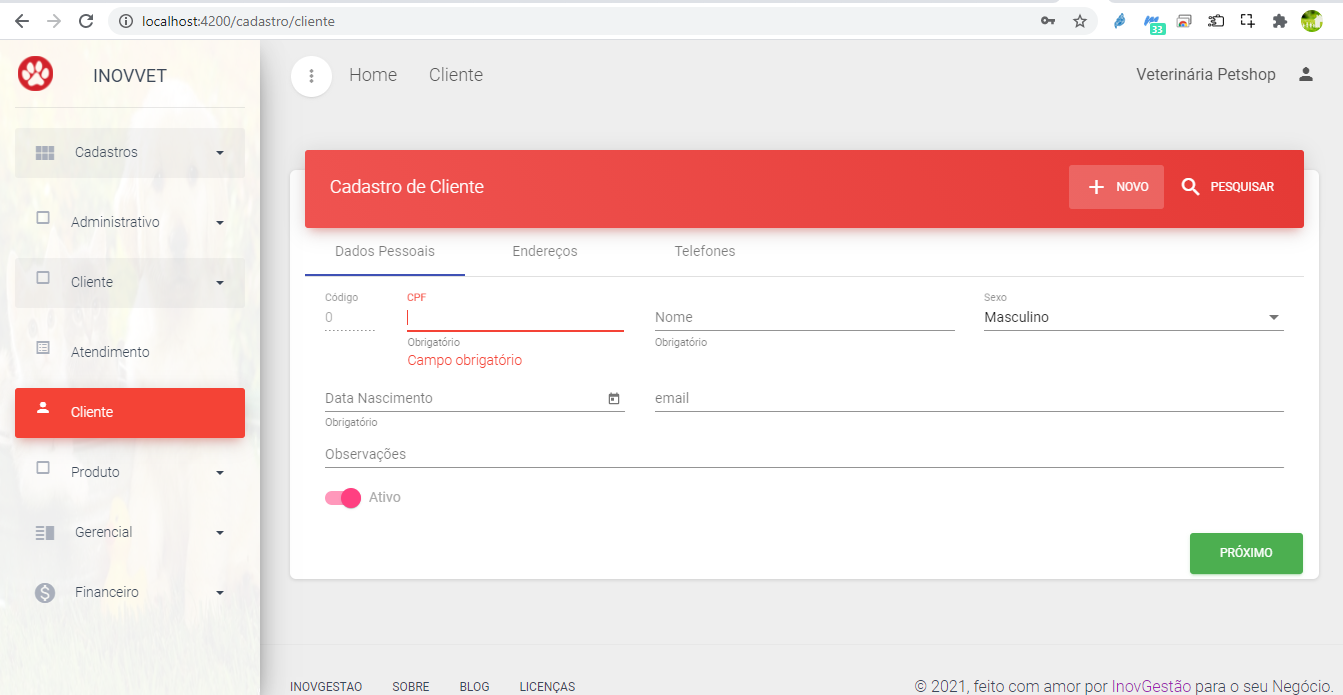 localhost:4200/cadastro/cliente
33
INOVVET
Home Cliente
Veterinária Petshop
Cadastros
Administrativo
Cliente
Atendimento
Cliente
Produto
Gerencial
Financeiro
Cadastro de Cliente
NOVO PESQUISAR
Dados Pessoais Endereços Telefones
Código CPF Sexo
0 Nome Masculino
Obrigatório Obrigatório
Campo obrigatório
Data Nascimento email
Obrigatório
Observações
Ativo
PRÓXIMO
INOVGESTAO SOBRE BLOG LICENÇAS
© 2021, feito com amor por InovGestão para o seu Negócio.